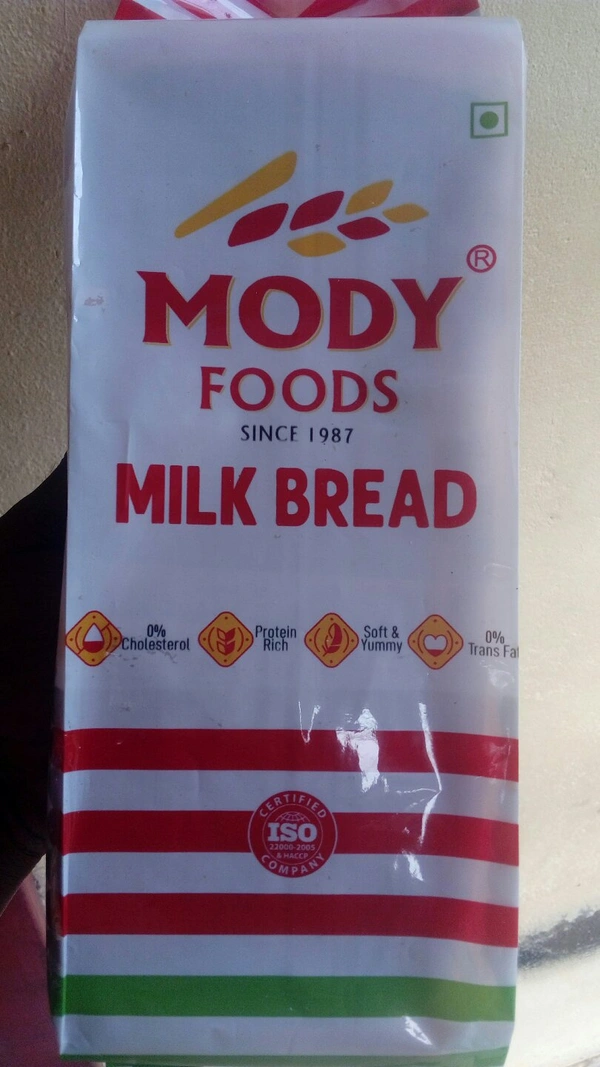 ®
MODY
FOODS
SINCE 1987
MILK BREAD
0%
Cholesterol
Protein
Rich
Soft &
Yummy
0%
Trans Fat
CERTIFIED
ISO
22000-2005
& HACCP
COMPANY